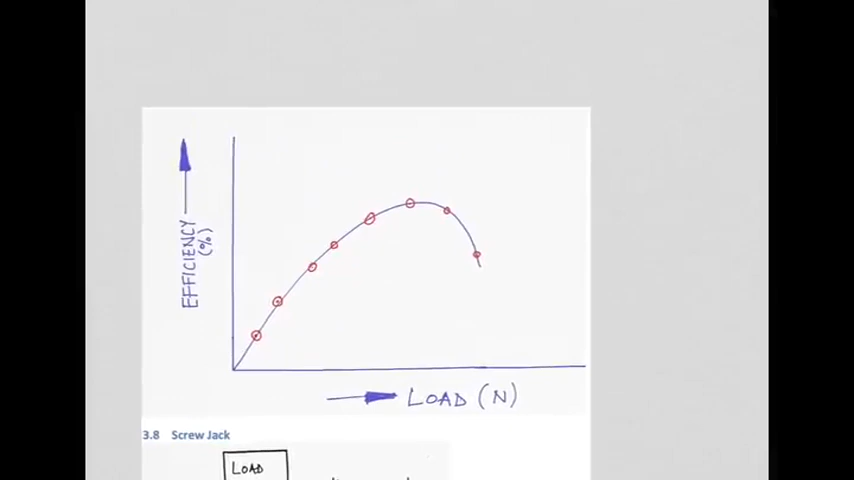 EFFICIENCY
(%)
LOAD (N)
3.8 Screw Jack
LOAD